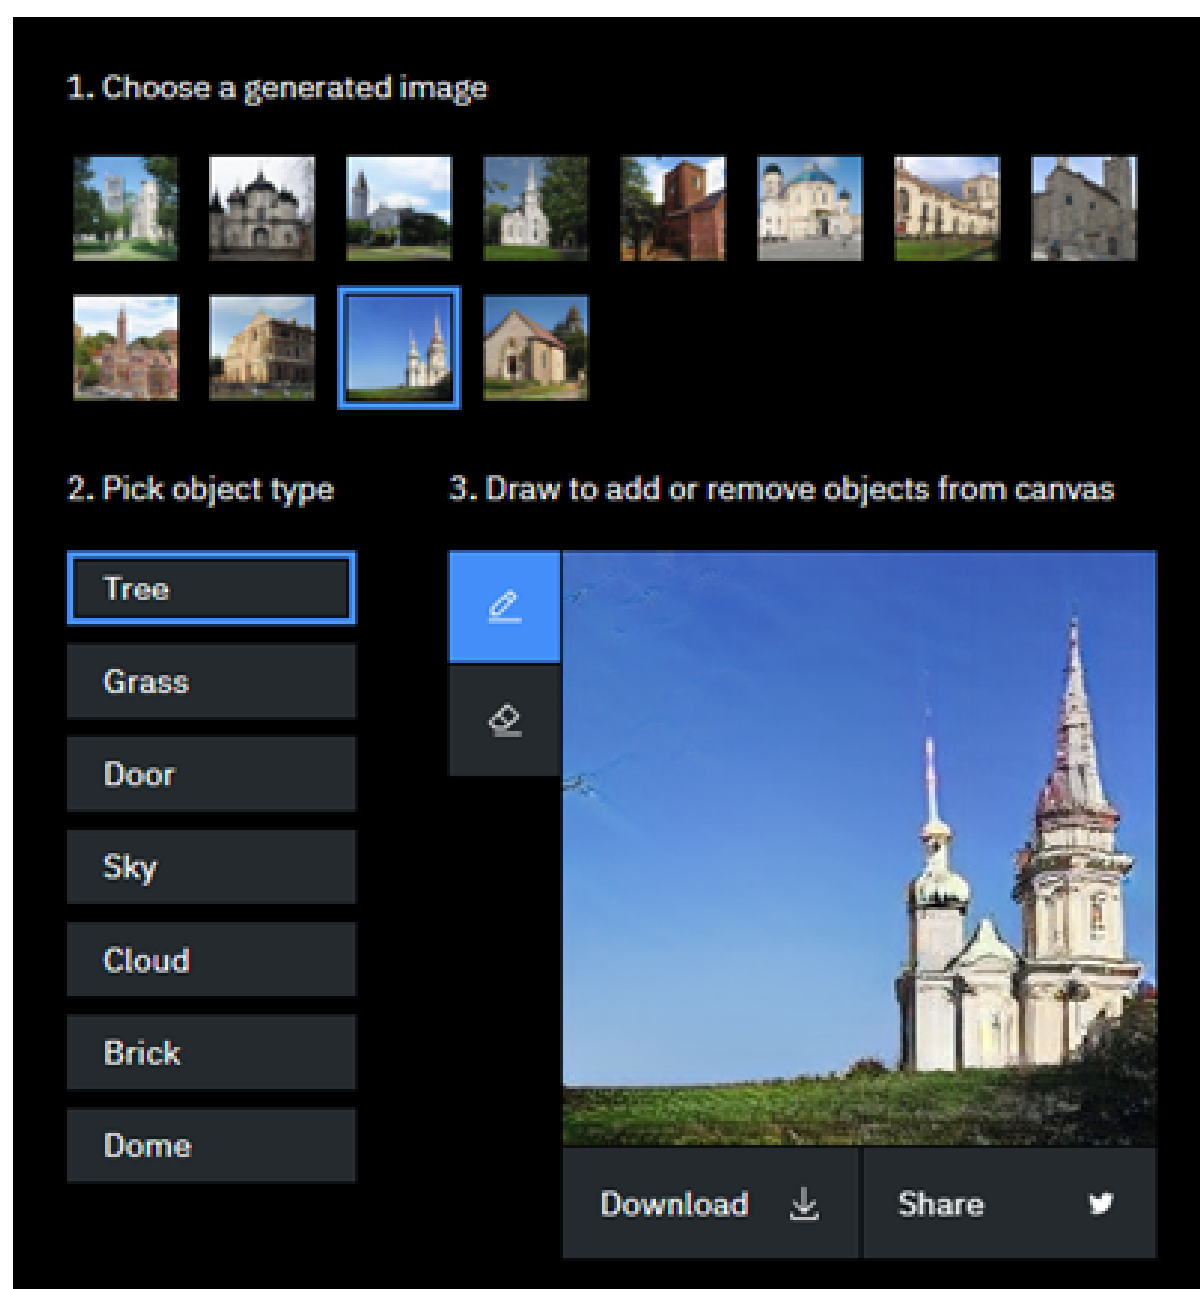 1. Choose a generated image
2. Pick object type
3. Draw to add or remove objects from canvas
Tree
Grass
Door
Sky
Cloud
Brick
Dome
Download
Share